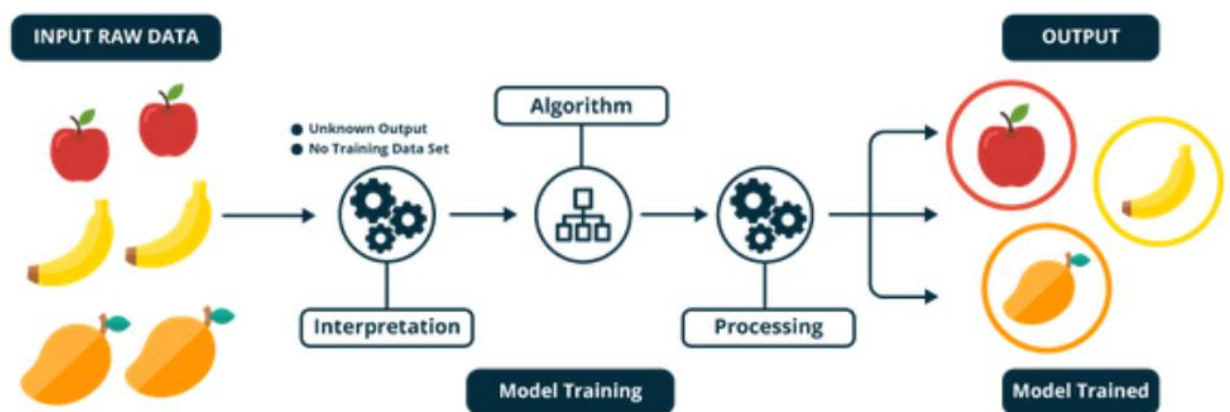 INPUT RAW DATA
OUTPUT
Algorithm
● Unknown Output
● No Training Data Set
Interpretation
Processing
Model Training
Model Trained